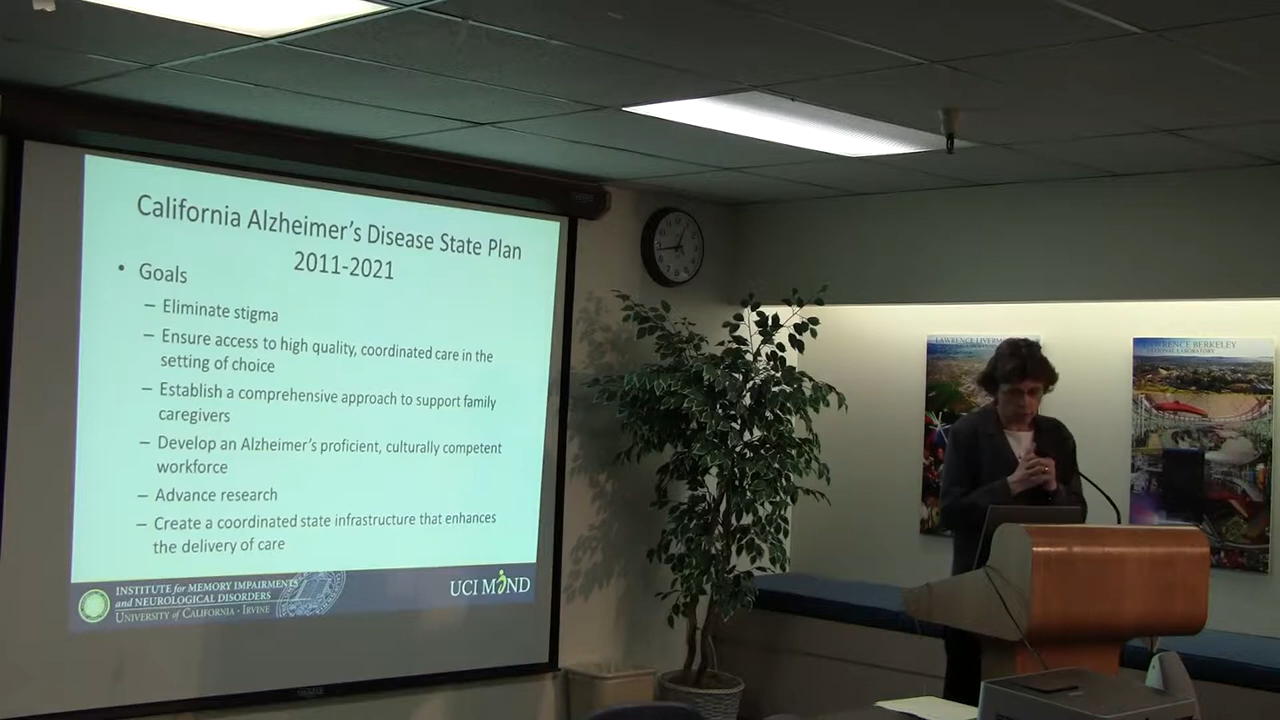 California Alzheimer's Disease State Plan
2011-2021
• Goals
– Eliminate stigma
– Ensure access to high quality, coordinated care in the
setting of choice
– Establish a comprehensive approach to support family
caregivers
– Develop an Alzheimer's proficient, culturally competent
workforce
– Advance research
– Create a coordinated state infrastructure that enhances
the delivery of care
INSTITUTE for MEMORY IMPAIRMENTS
and NEUROLOGICAL DISORDERS
UNIVERSITY of CALIFORNIA · IRVINE
UCI MIND
LAWRENCE
LAWRENCE BERKELEY
NATIONAL LABORATORY